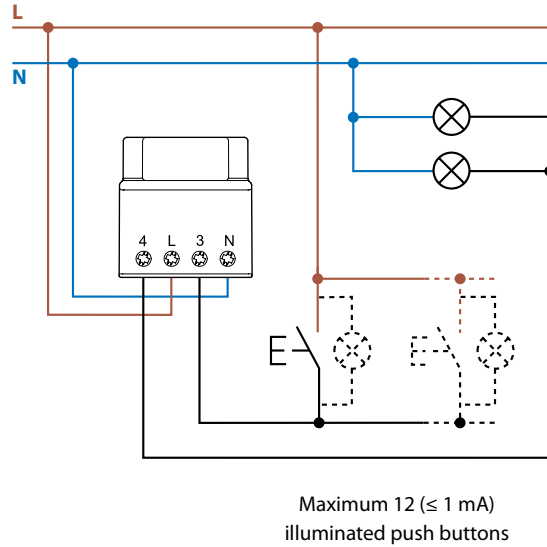 L
N
4 L 3 N
Maximum 12 (≤ 1 mA)
illuminated push buttons